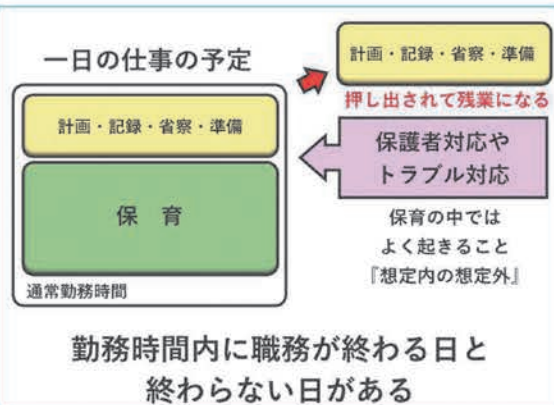 一日の仕事の予定
計画・記録・省察・準備
保 育
通常勤務時間
計画・記録・省察・準備
押し出されて残業になる
保護者対応や
トラブル対応
保育の中では
よく起きること
『想定内の想定外』
勤務時間内に職務が終わる日と
終わらない日がある